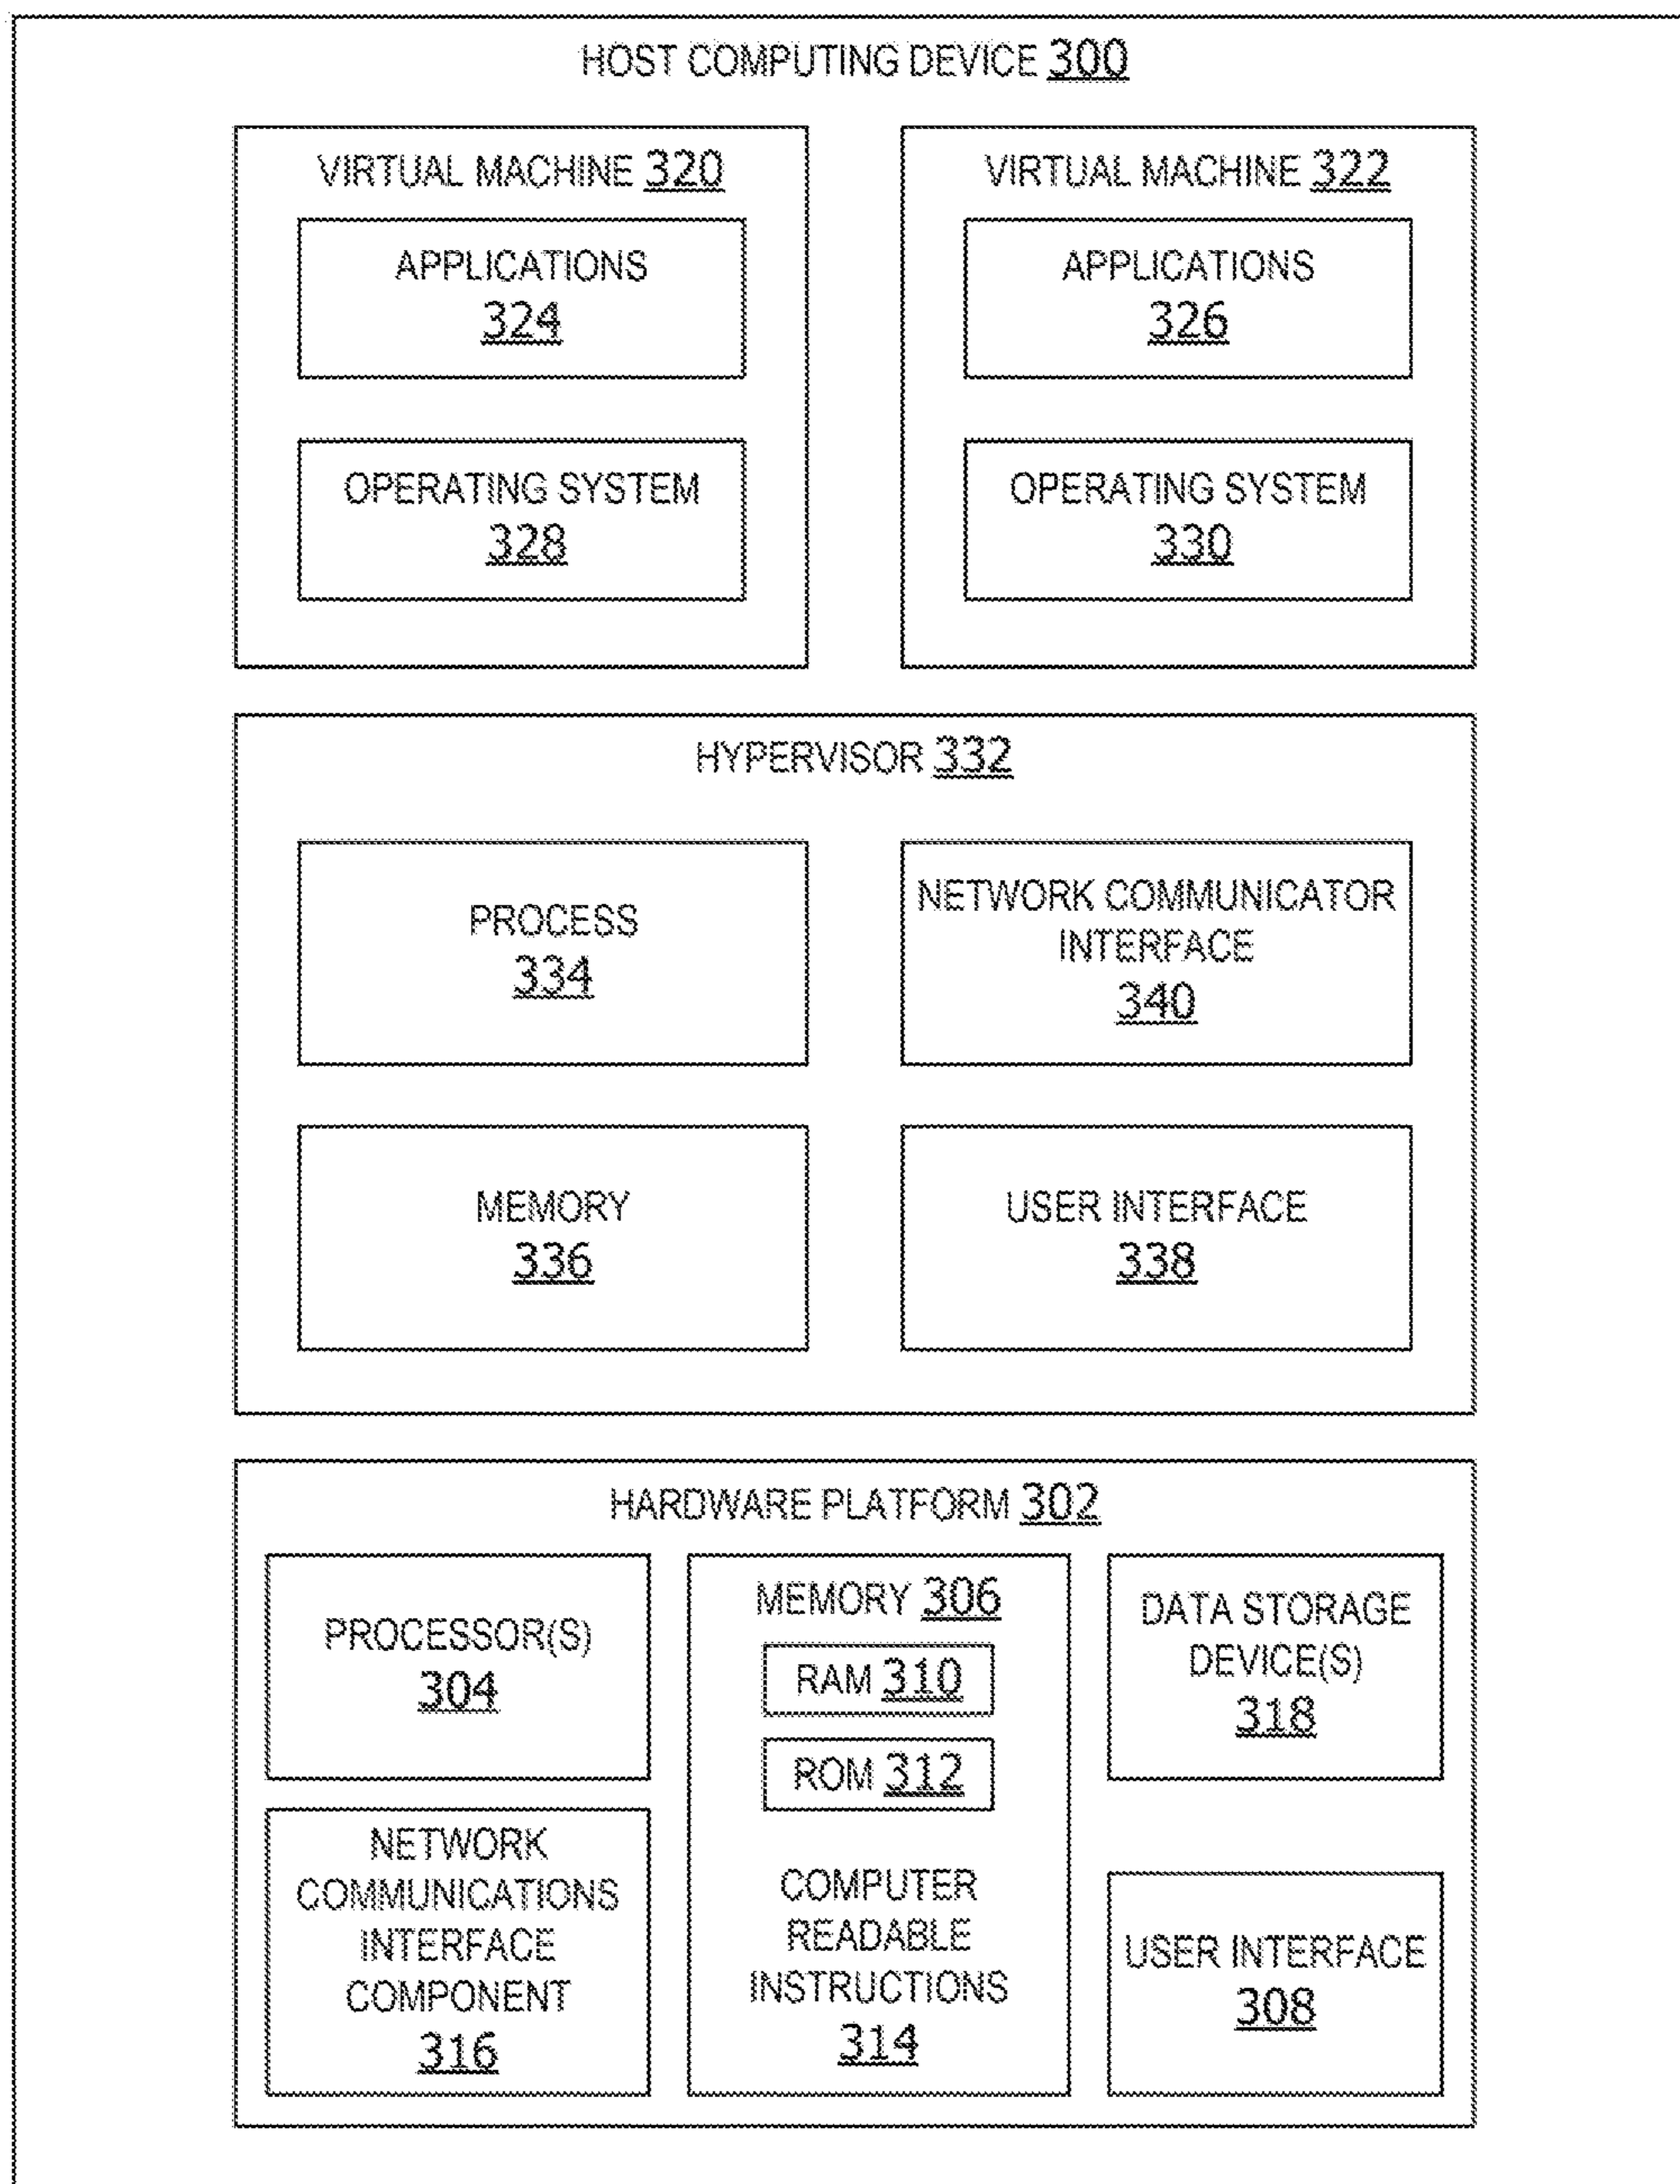 HOST COMPUTING DEVICE 300
VIRTUAL MACHINE 320
APPLICATIONS
324
OPERATING SYSTEM
328
VIRTUAL MACHINE 322
APPLICATIONS
326
OPERATING SYSTEM
330
HYPERVISOR 332
PROCESS
334
NETWORK COMMUNICATOR
INTERFACE
340
MEMORY
336
USER INTERFACE
338
HARDWARE PLATFORM 302
PROCESSOR(S)
304
NETWORK
COMMUNICATIONS
INTERFACE
COMPONENT
316
MEMORY 306
RAM 310
ROM 312
COMPUTER
READABLE
INSTRUCTIONS
314
DATA STORAGE
DEVICE(S)
318
USER INTERFACE
308